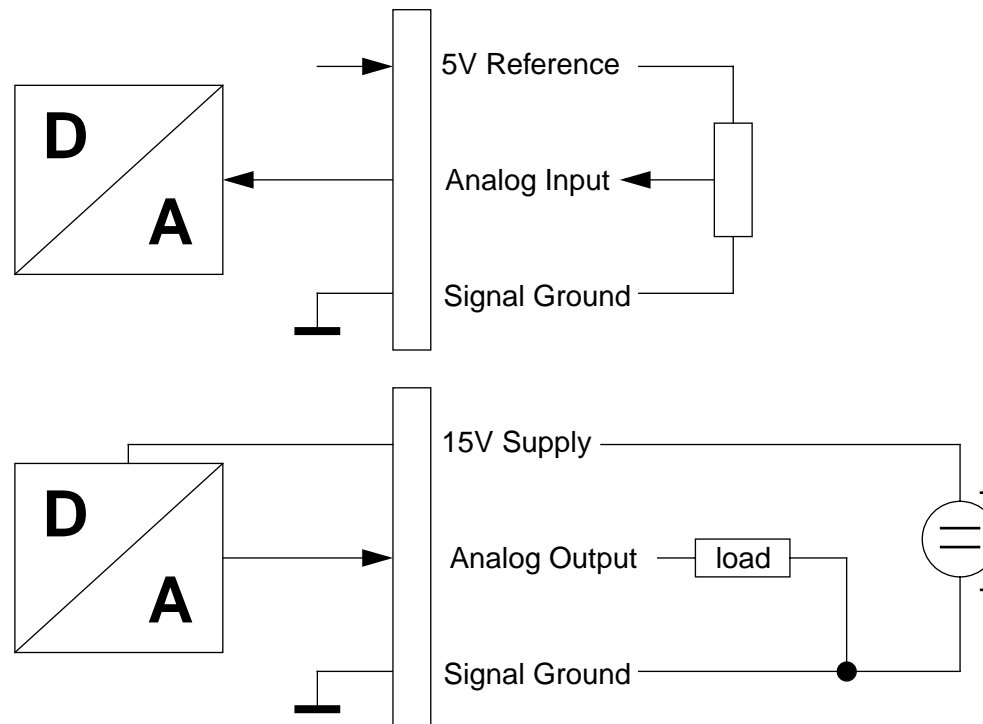 5V Reference
D
Analog Input
A
Signal Ground
15V Supply
D
Analog Output
load
A
Signal Ground